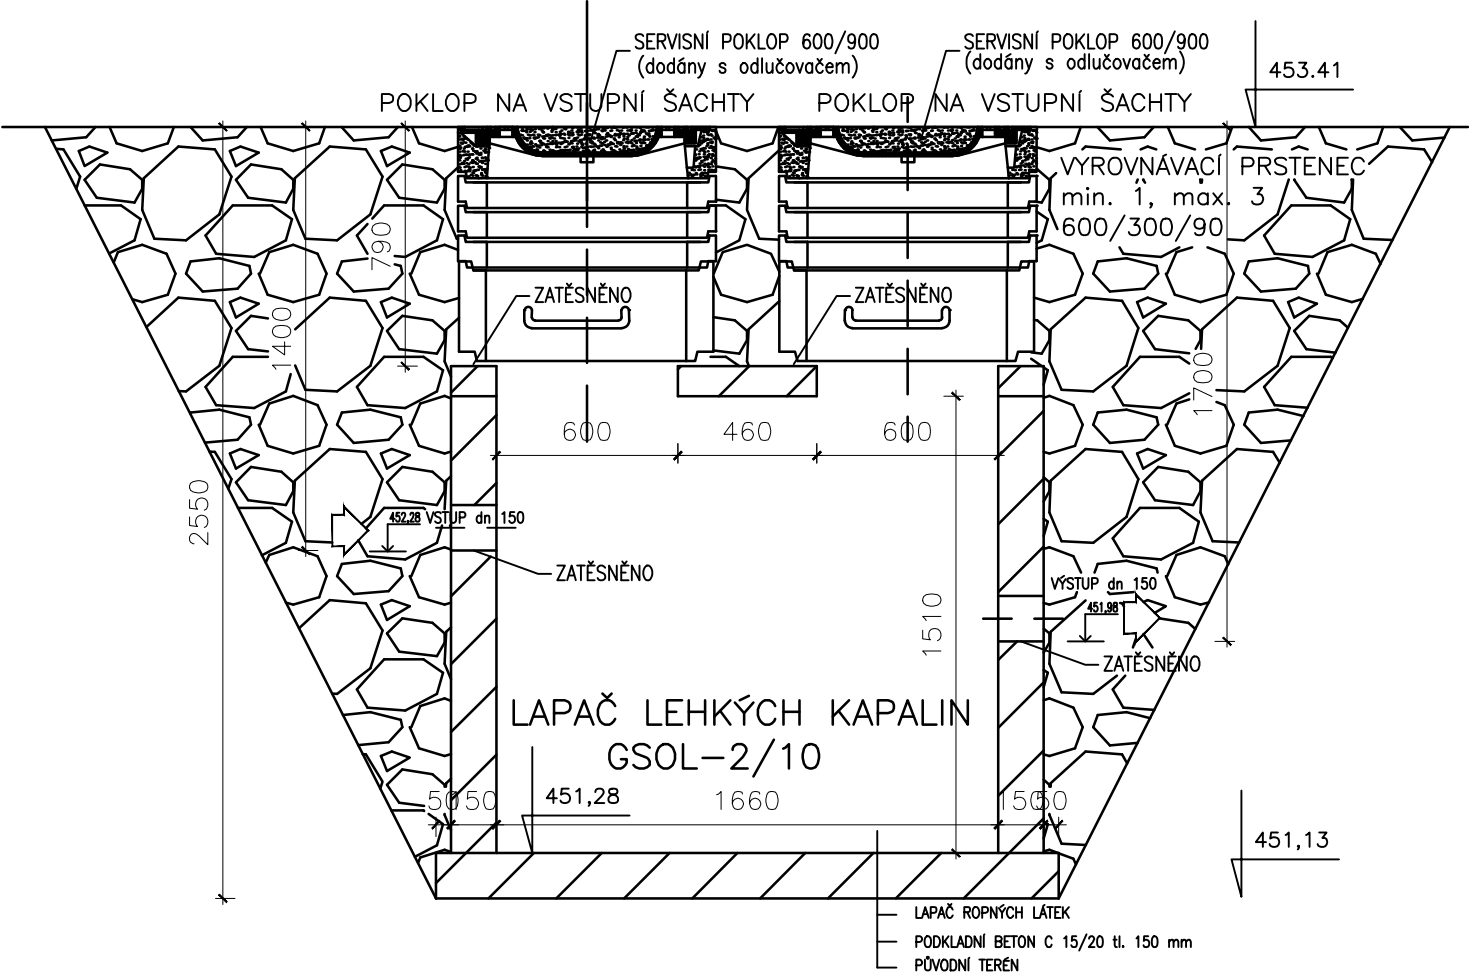 SERVISNÍ POKLOP 600/900
(dodány s odlučovačem)
SERVISNÍ POKLOP 600/900
(dodány s odlučovačem)
453.41
POKLOP NA VSTUPNÍ ŠACHTY
POKLOP NA VSTUPNÍ ŠACHTY
VYROVNÁVACÍ PRSTENEC
min. 1, max. 3
600/300/90
790
ZATĚSNĚNO
ZATĚSNĚNO
1400
1700
600
460
600
2550
452,28 VSTUP dn 150
ZATĚSNĚNO
VÝSTUP dn 150
451,98
1510
ZATĚSNĚNO
LAPAČ LEHKÝCH KAPALIN
GSOL-2/10
50
451,28
1660
150
50
451,13
LAPAČ ROPNÝCH LÁTEK
PODKLADNÍ BETON C 15/20 tl. 150 mm
PŮVODNÍ TERÉN